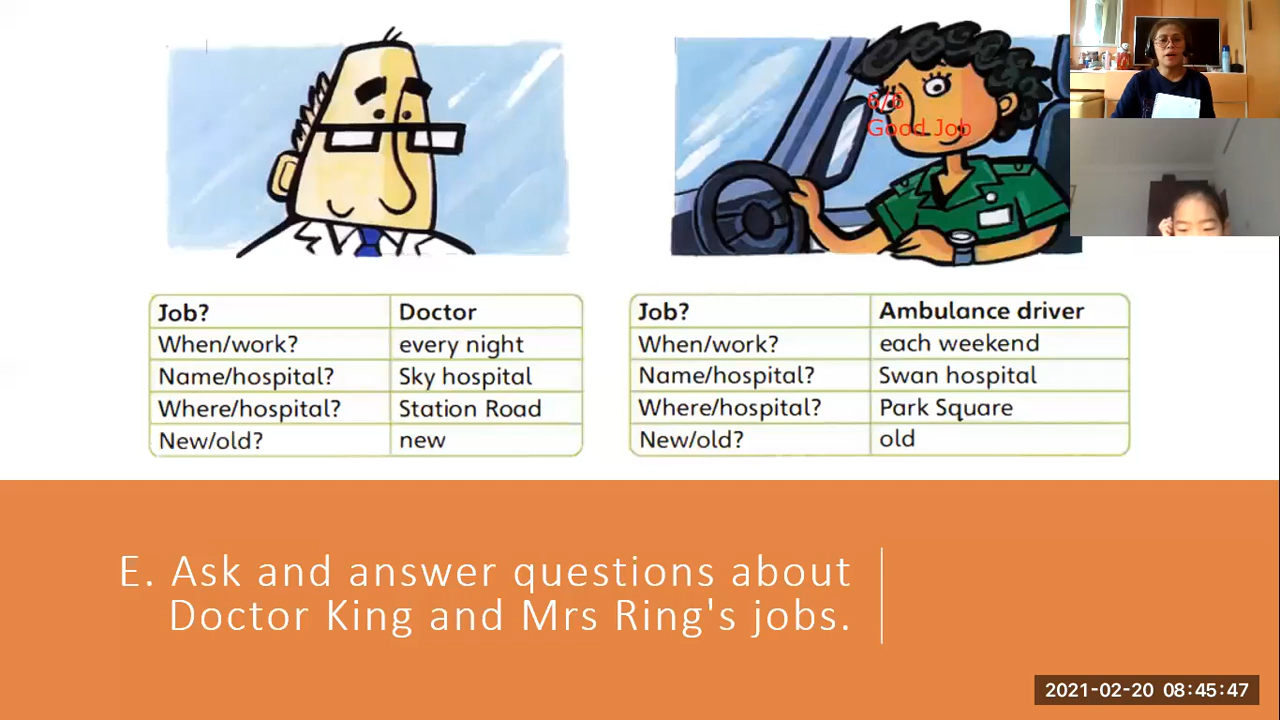 6/6
Good Job
Job? Doctor
When/work? every night
Name/hospital? Sky hospital
Where/hospital? Station Road
New/old? new
Job? Ambulance driver
When/work? each weekend
Name/hospital? Swan hospital
Where/hospital? Park Square
New/old? old
E. Ask and answer questions about
Doctor King and Mrs Ring's jobs.
2021-02-20 08:45:47